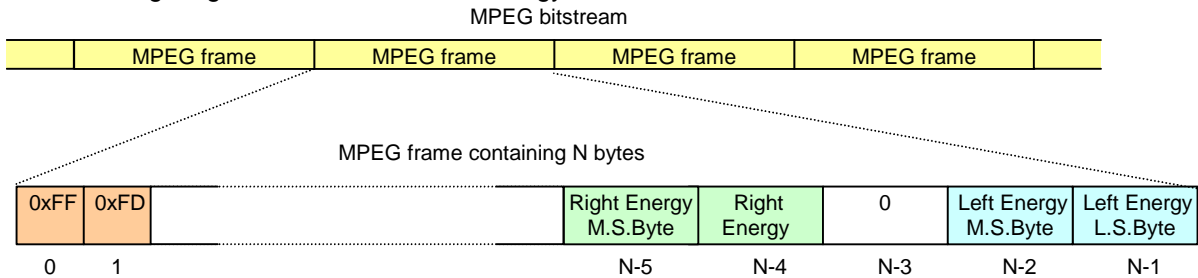 MPEG bitstream
MPEG frame MPEG frame MPEG frame MPEG frame
MPEG frame containing N bytes
0xFF 0xFD Right Energy Right 0 Left Energy Left Energy
M.S.Byte Energy M.S.Byte L.S.Byte
0 1 N-5 N-4 N-3 N-2 N-1